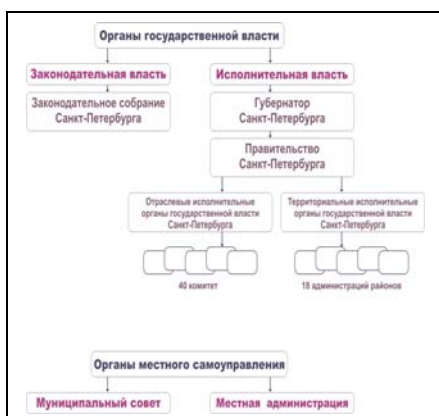 Органы государственной власти
Законодательная власть
Исполнительная власть
Законодательное собрание
Санкт-Петербурга
Губернатор
Санкт-Петербурга
Правительство
Санкт-Петербурга
Отраслевые исполнительные
органы государственной власти
Санкт-Петербурга
Территориальные исполнительные
органы государственной власти
Санкт-Петербурга
40 комитет
18 администраций районов
Органы местного самоуправления
Муниципальный совет
Местная администрация